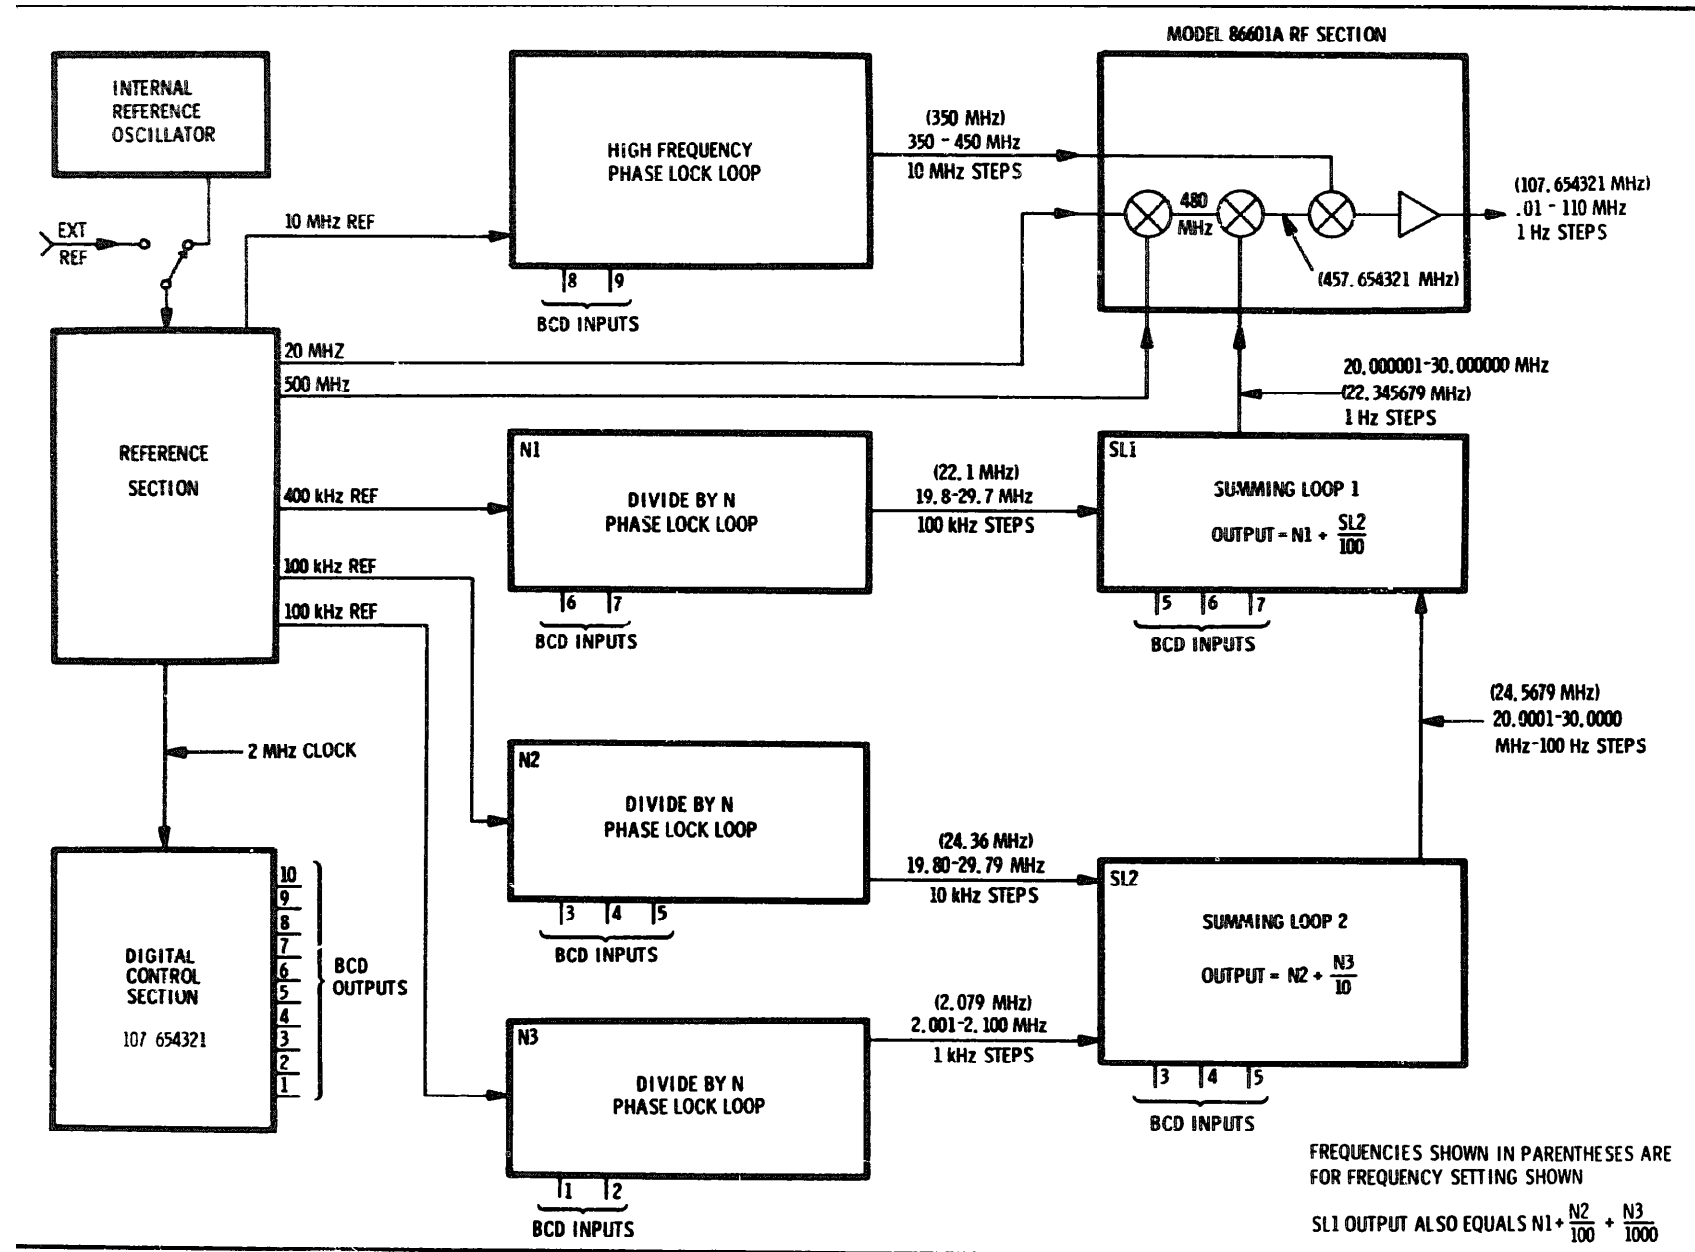 MODEL 86601A RF SECTION
INTERNAL
REFERENCE
OSCILLATOR
EXT
REF
10 MHz REF
HIGH FREQUENCY
PHASE LOCK LOOP
8 9
BCD INPUTS
(350 MHz)
350 - 450 MHz
10 MHz STEPS
480
MHz
(457.654321 MHz)
(107.654321 MHz)
.01 - 110 MHz
1 Hz STEPS
20 MHZ
500 MHz
REFERENCE
SECTION
400 kHz REF
100 kHz REF
100 kHz REF
20.000001-30.000000 MHz
(22.345679 MHz)
1 Hz STEPS
N1
DIVIDE BY N
PHASE LOCK LOOP
6 7
BCD INPUTS
(22.1 MHz)
19.8-29.7 MHz
100 kHz STEPS
SL1
SUMMING LOOP 1
OUTPUT = N1 + SL2
100
5 6 7
BCD INPUTS
2 MHz CLOCK
(24.5679 MHz)
20.0001-30.0000
MHz-100 Hz STEPS
N2
DIVIDE BY N
PHASE LOCK LOOP
3 4 5
BCD INPUTS
(24.36 MHz)
19.80-29.79 MHz
10 kHz STEPS
SL2
SUMMING LOOP 2
OUTPUT = N2 + N3
10
3 4 5
BCD INPUTS
DIGITAL
CONTROL
SECTION
107 654321
10
9
8
7
6
5
4
3
2
1
BCD
OUTPUTS
N3
DIVIDE BY N
PHASE LOCK LOOP
1 2
BCD INPUTS
(2.079 MHz)
2.001-2.100 MHz
1 kHz STEPS
FREQUENCIES SHOWN IN PARENTHESES ARE
FOR FREQUENCY SETTING SHOWN
SL1 OUTPUT ALSO EQUALS N1 + N2 + N3
100 1000